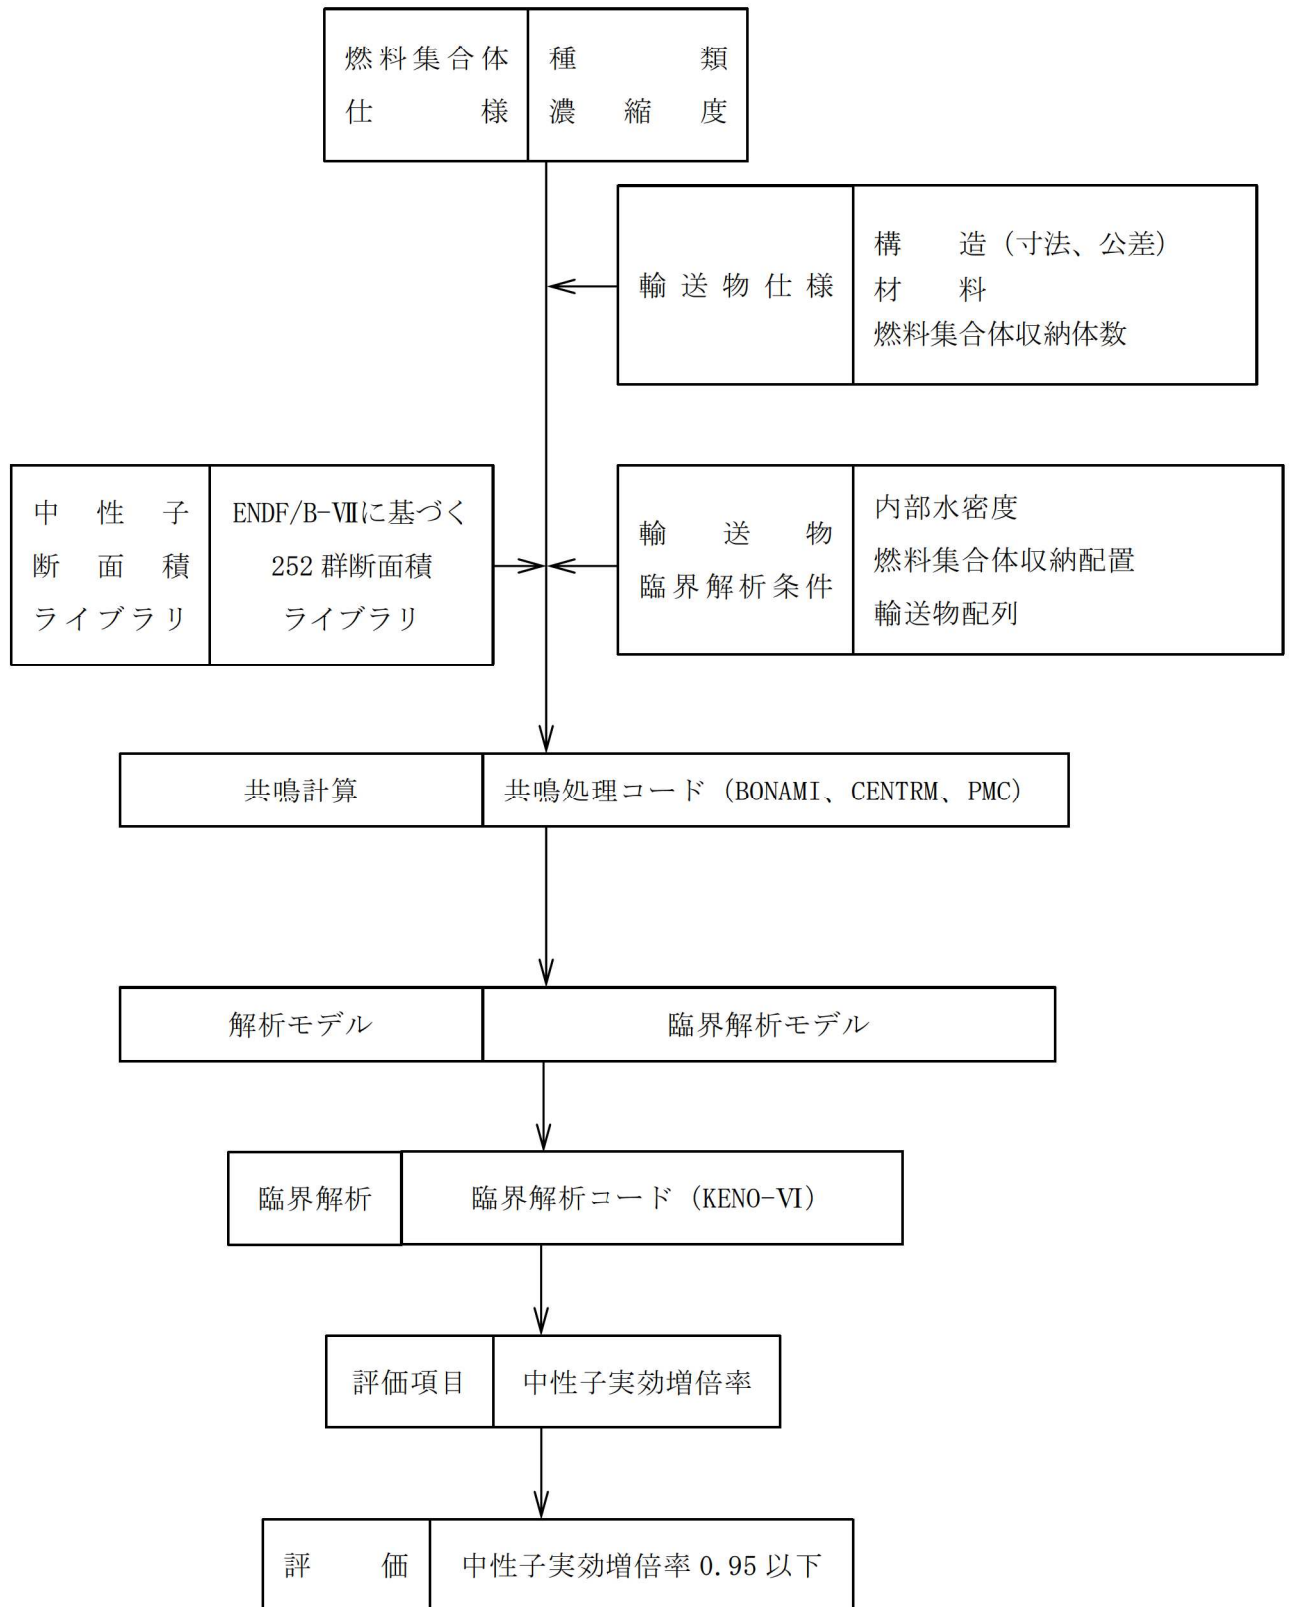 燃料集合体
仕様
種類
濃縮度
輸送物仕様
構造（寸法、公差）
材料
燃料集合体収納体数
中性子
断面積
ライブラリ
ENDF/B-Ⅶに基づく
252群断面積
ライブラリ
輸送物
臨界解析条件
内部水密度
燃料集合体収納配置
輸送物配列
共鳴計算
共鳴処理コード（BONAMI、CENTRM、PMC）
解析モデル
臨界解析モデル
臨界解析
臨界解析コード（KENO-Ⅵ）
評価項目
中性子実効増倍率
評価
中性子実効増倍率0.95以下